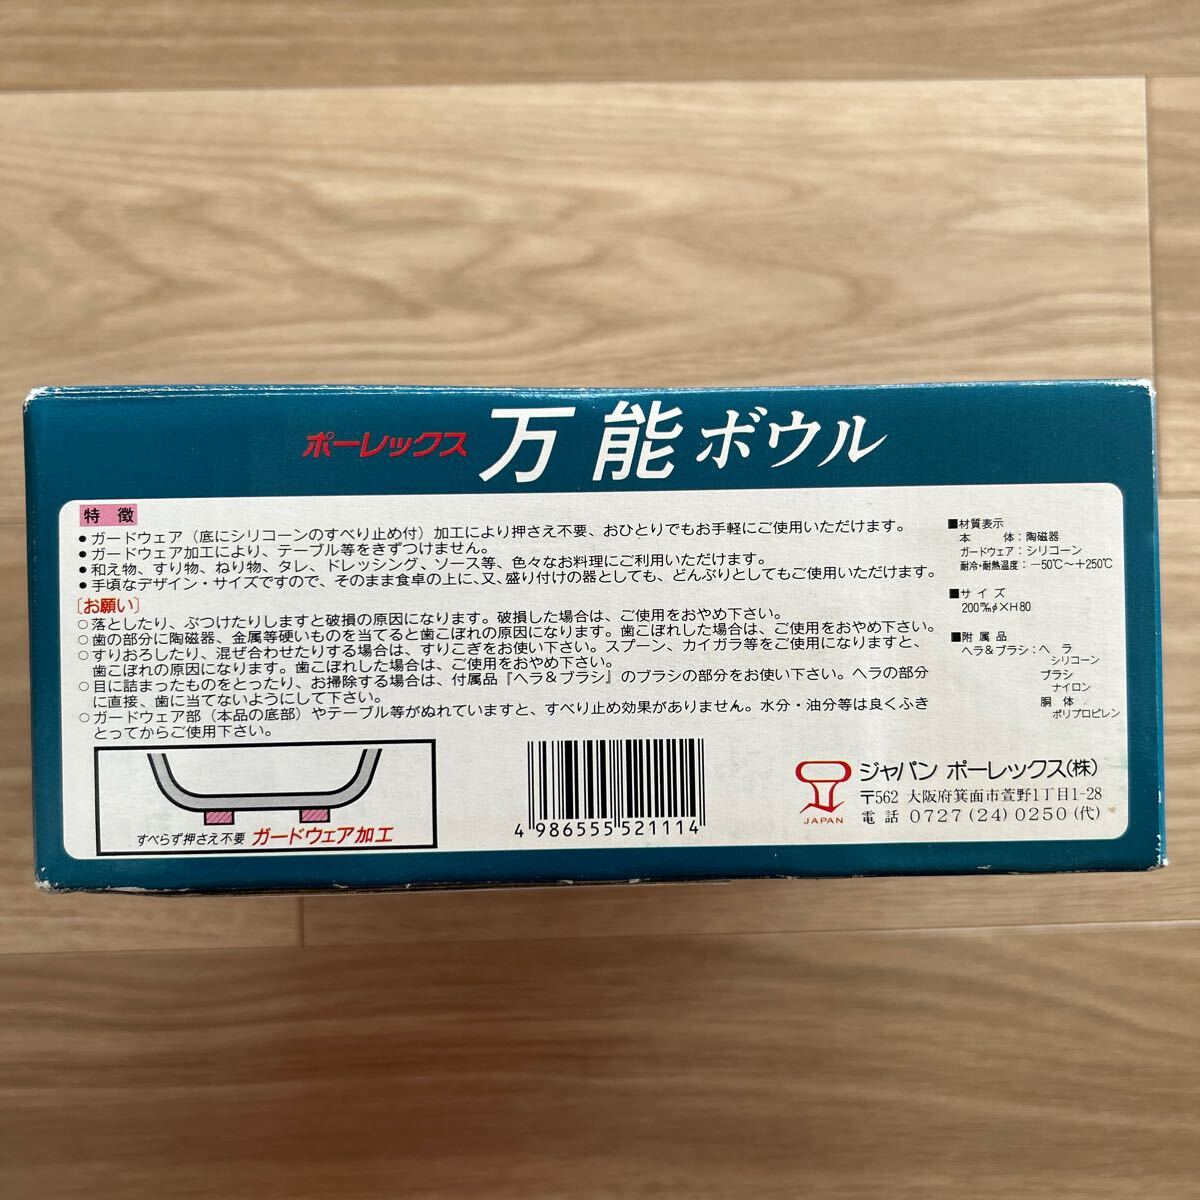 ポーレックス 万能ボウル
特徴
●ガードウェア（底にシリコーンのすべり止め付）加工により押さえ不要、おひとりでもお手軽にご使用いただけます。
●ガードウェア加工により、テーブル等をきずつけません。
●和え物、すり物、ねり物、タレ、ドレッシング、ソース等、色々なお料理にご利用いただけます。
●手頃なデザイン・サイズですので、そのまま食卓の上に、又、盛り付けの器としても、どんぶりとしてもご使用いただけます。
〔お願い〕
○落としたり、ぶつけたりしますと破損の原因になります。破損した場合は、ご使用をおやめ下さい。
○歯の部分に陶磁器、金属等硬いものを当てると歯こぼれの原因になります。歯こぼれした場合は、ご使用をおやめ下さい。
○すりおろしたり、混ぜ合わせたりする場合は、すりこぎをお使い下さい。スプーン、カイガラ等をご使用になりますと、
歯こぼれの原因になります。歯こぼれした場合は、ご使用をおやめ下さい。
○目に詰まったものをとったり、お掃除する場合は、付属品『ヘラ＆ブラシ』のブラシの部分をお使い下さい。ヘラの部分
に直接、歯に当てないようにして下さい。
○ガードウェア部（本品の底部）やテーブル等がぬれていますと、すべり止め効果がありません。水分・油分等は良くふき
とってからご使用下さい。
すべらず押さえ不要 ガードウェア加工
4 986555 521114
■材質表示
本体：陶磁器
ガードウェア：シリコーン
耐冷・耐熱温度：－50℃～＋250℃
■サイズ
200㎜φ×H80
■附属品
ヘラ＆ブラシ：ヘラ
シリコーン
ブラシ
ナイロン
胴体
ポリプロピレン
JAPAN
ジャパン ポーレックス(株)
〒562 大阪府箕面市萱野1丁目1-28
電話 0727(24)0250(代)